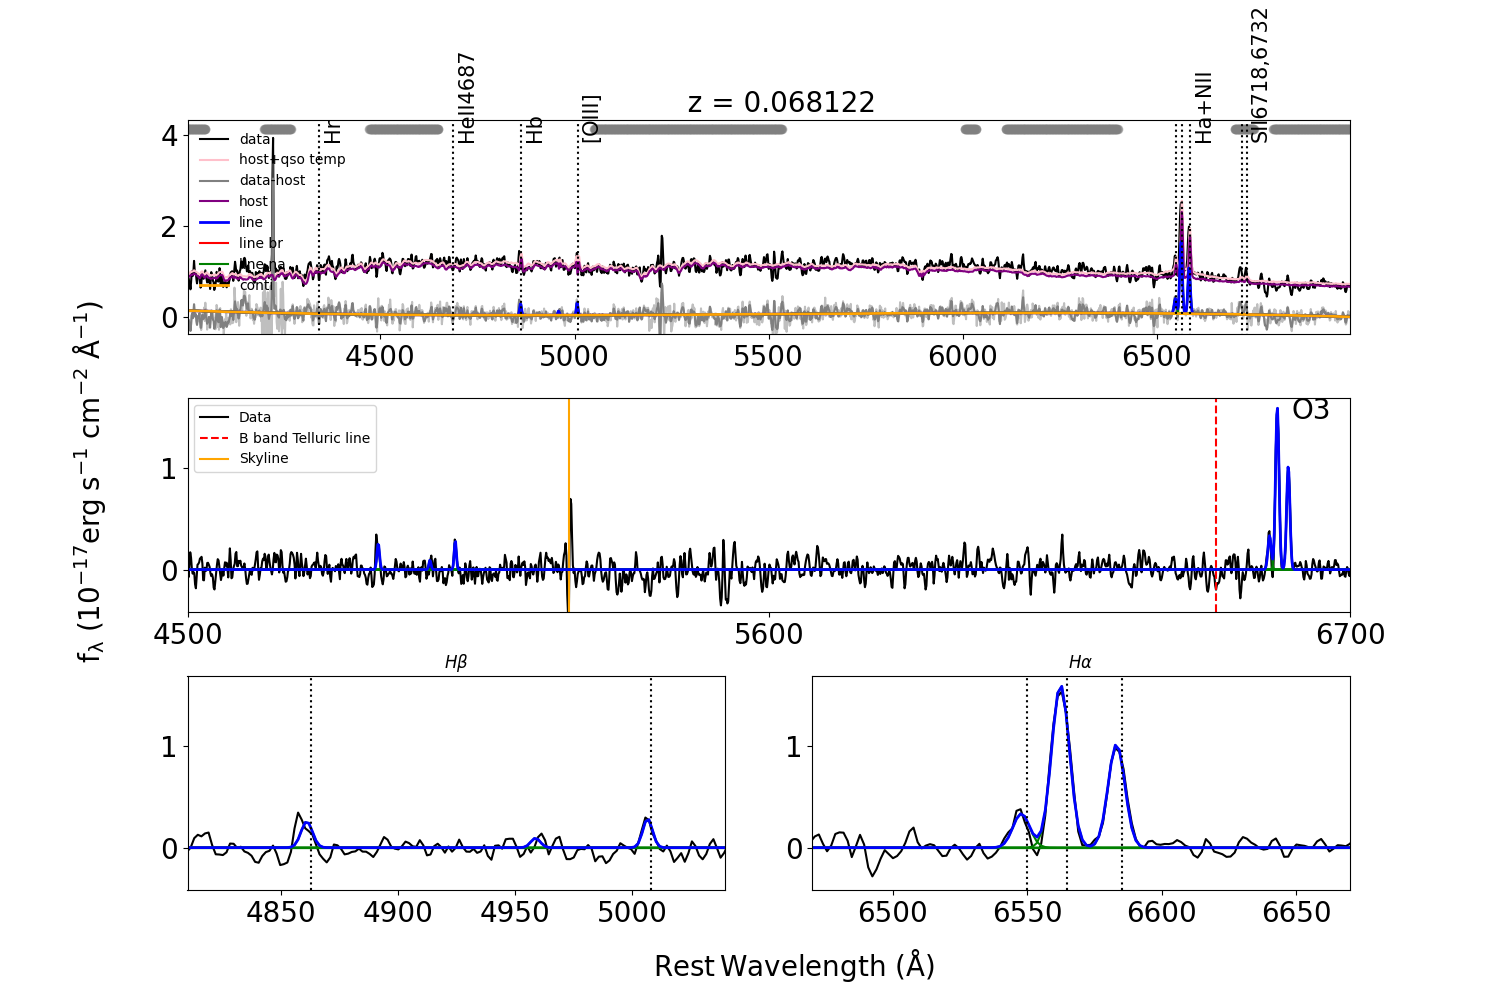 z = 0.068122
Hr
HeII4687
Hb
[OIII]
Ha+NII
SII6718,6732
data
host+qso temp
data-host
host
line
line br
line na
conti
4
2
0
4500 5000 5500 6000 6500
Data
B band Telluric line
Skyline
O3
1
0
4500 5600 6700
fλ (10⁻¹⁷erg s⁻¹ cm⁻² Å⁻¹)
Hβ
1
0
4850 4900 4950 5000
Hα
1
0
6500 6550 6600 6650
Rest Wavelength (Å)